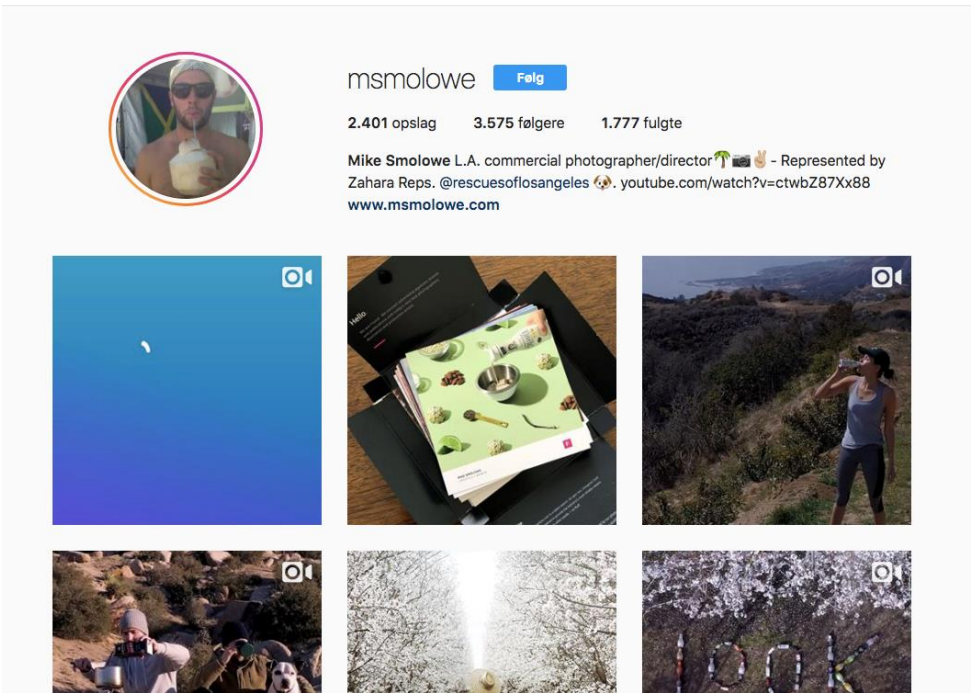 msmolowe Følg
2.401 opslag 3.575 følgere 1.777 fulgte
Mike Smolowe L.A. commercial photographer/director🌴📷✌🏼 - Represented by
Zahara Reps. @rescuesoflosangeles 🐶. youtube.com/watch?v=ctwbZ87Xx88
www.msmolowe.com
Hello